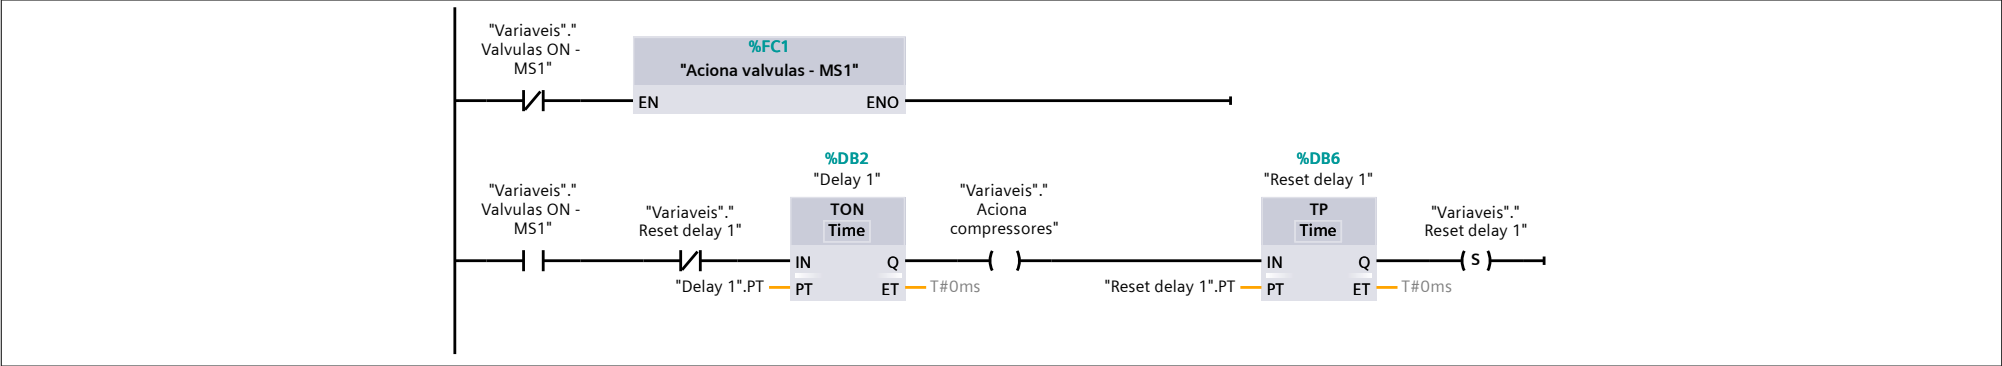 "Variaveis"."
Valvulas ON -
MS1"
%FC1
"Aciona valvulas - MS1"
EN
ENO
"Variaveis"."
Valvulas ON -
MS1"
"Variaveis"."
Reset delay 1"
%DB2
"Delay 1"
TON
Time
IN
Q
"Delay 1".PT
PT
ET
T#0ms
"Variaveis"."
Aciona
compressores"
%DB6
"Reset delay 1"
TP
Time
IN
Q
"Reset delay 1".PT
PT
ET
T#0ms
"Variaveis"."
Reset delay 1"
S